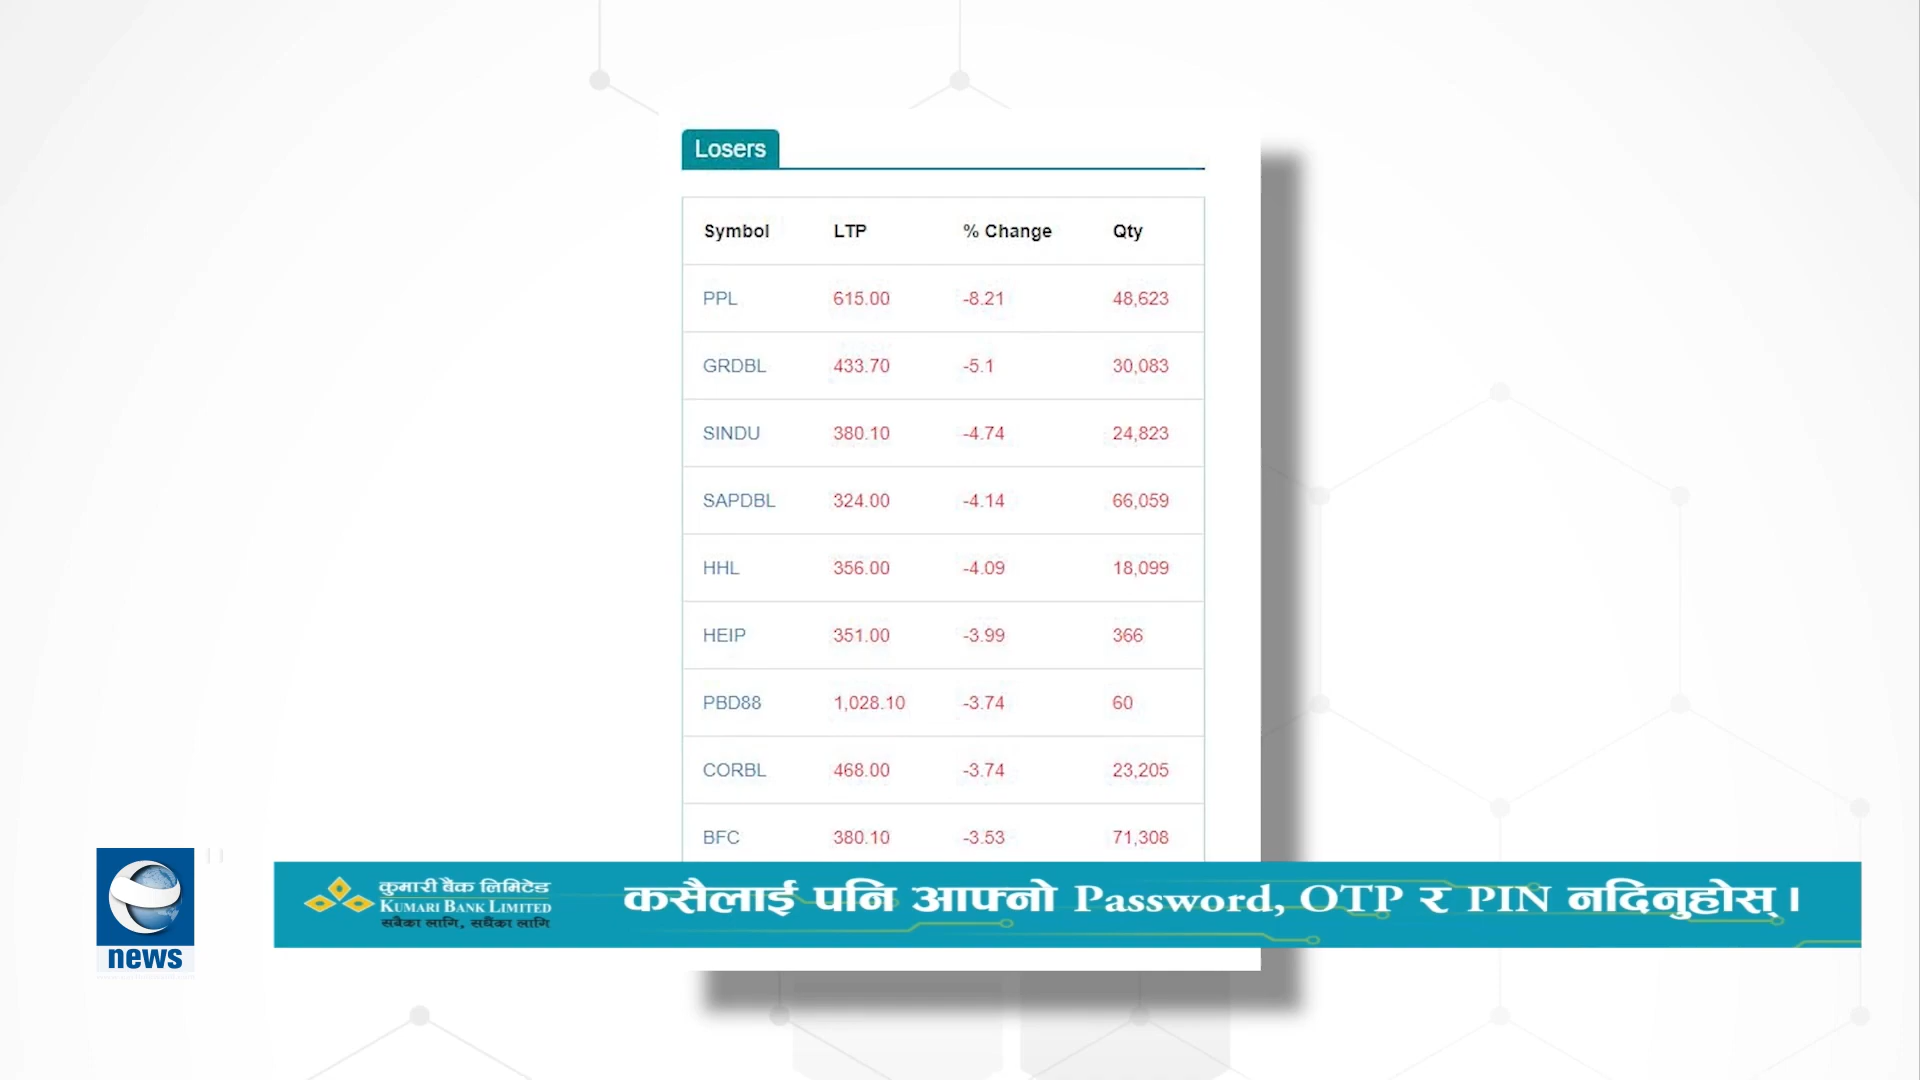 Losers
Symbol LTP % Change Qty
PPL 615.00 -8.21 48,623
GRDBL 433.70 -5.1 30,083
SINDU 380.10 -4.74 24,823
SAPDBL 324.00 -4.14 66,059
HHL 356.00 -4.09 18,099
HEIP 351.00 -3.99 366
PBD88 1,028.10 -3.74 60
CORBL 468.00 -3.74 23,205
BFC 380.10 -3.53 71,308
कुमारी बैंक लिमिटेड
KUMARI BANK LIMITED
सबैका लागि, सधैंका लागि
कसैलाई पनि आफ्नो Password, OTP र PIN नदिनुहोस् ।
news